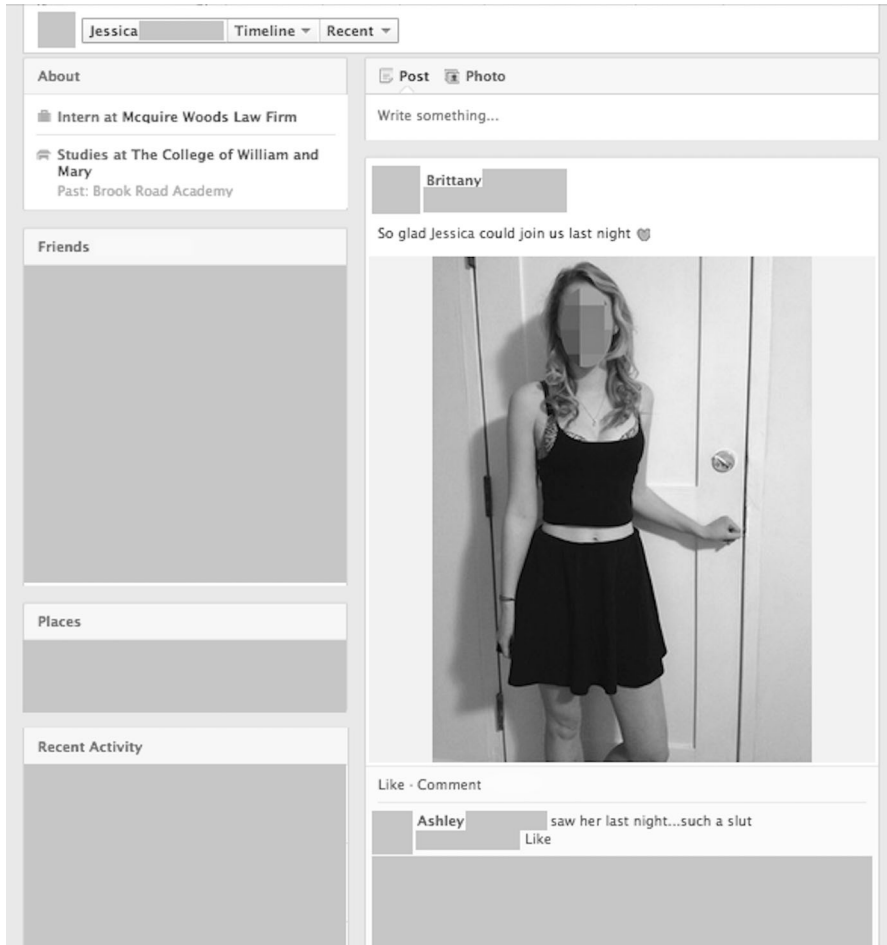 Jessica
Timeline
Recent
About
Intern at Mcquire Woods Law Firm
Studies at The College of William and
Mary
Past: Brook Road Academy
Friends
Places
Recent Activity
Post Photo
Write something...
Brittany
So glad Jessica could join us last night
Like · Comment
Ashley saw her last night...such a slut
Like